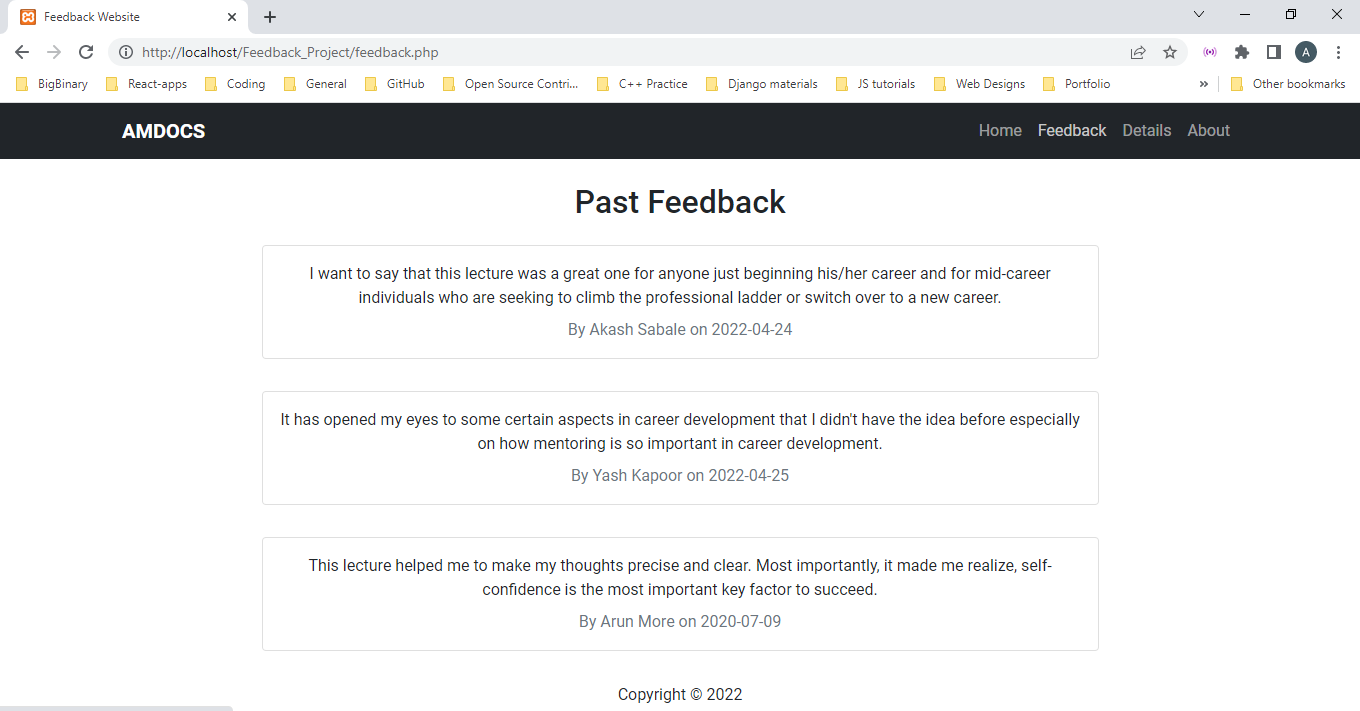 Feedback Website
http://localhost/Feedback_Project/feedback.php
A
BigBinary React-apps Coding General GitHub Open Source Contri... C++ Practice Django materials JS tutorials Web Designs Portfolio » Other bookmarks
AMDOCS Home Feedback Details About
Past Feedback
I want to say that this lecture was a great one for anyone just beginning his/her career and for mid-career
individuals who are seeking to climb the professional ladder or switch over to a new career.
By Akash Sabale on 2022-04-24
It has opened my eyes to some certain aspects in career development that I didn't have the idea before especially
on how mentoring is so important in career development.
By Yash Kapoor on 2022-04-25
This lecture helped me to make my thoughts precise and clear. Most importantly, it made me realize, self-
confidence is the most important key factor to succeed.
By Arun More on 2020-07-09
Copyright © 2022